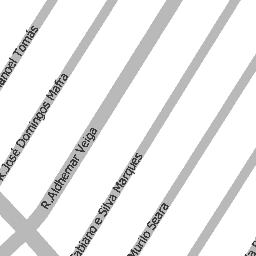 anoel Tomás
R.José Domingos Mafra
R.Aldhemar Veiga
Fabiano e Silva Marques
Murilo Seara